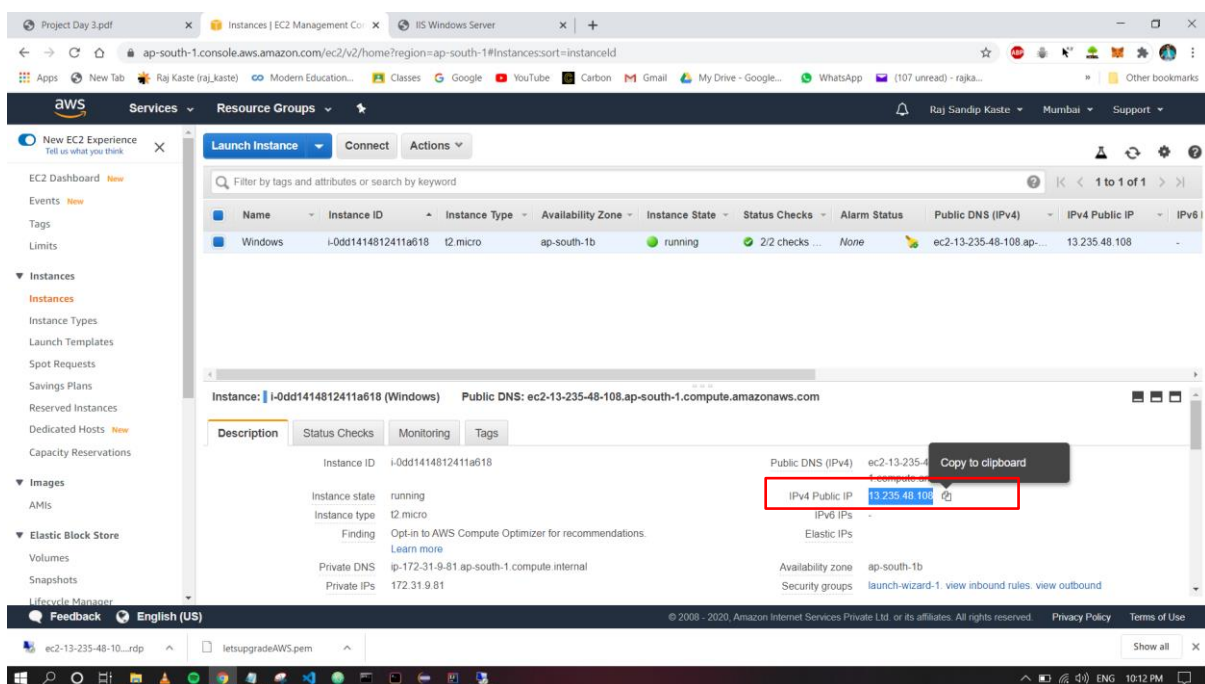 Project Day 3.pdf
Instances | EC2 Management Co
IIS Windows Server
ap-south-1.console.aws.amazon.com/ec2/v2/home?region=ap-south-1#Instances:sort=instanceId
Apps New Tab Raj Kaste (raj_kaste) Modern Education... Classes Google YouTube Carbon Gmail My Drive - Google... WhatsApp (107 unread) - rajka... » Other bookmarks
aws Services Resource Groups Raj Sandip Kaste Mumbai Support
New EC2 Experience
Tell us what you think
Launch Instance Connect Actions
EC2 Dashboard New
Events New
Tags
Limits
Instances
Instances
Instance Types
Launch Templates
Spot Requests
Savings Plans
Reserved Instances
Dedicated Hosts New
Capacity Reservations
Images
AMIs
Elastic Block Store
Volumes
Snapshots
Lifecycle Manager
Filter by tags and attributes or search by keyword
1 to 1 of 1
Name Instance ID Instance Type Availability Zone Instance State Status Checks Alarm Status Public DNS (IPv4) IPv4 Public IP IPv6
Windows i-0dd1414812411a618 t2.micro ap-south-1b running 2/2 checks ... None ec2-13-235-48-108.ap-... 13.235.48.108 -
Instance: i-0dd1414812411a618 (Windows) Public DNS: ec2-13-235-48-108.ap-south-1.compute.amazonaws.com
Description Status Checks Monitoring Tags
Instance ID i-0dd1414812411a618
Public DNS (IPv4) ec2-13-235-4
Copy to clipboard
Instance state running
IPv4 Public IP 13.235.48.108
Instance type t2.micro
IPv6 IPs -
Finding Opt-in to AWS Compute Optimizer for recommendations.
Learn more
Elastic IPs
Private DNS ip-172-31-9-81.ap-south-1.compute.internal
Availability zone ap-south-1b
Private IPs 172.31.9.81
Security groups launch-wizard-1. view inbound rules. view outbound
Feedback English (US) © 2008 - 2020, Amazon Internet Services Private Ltd. or its affiliates. All rights reserved. Privacy Policy Terms of Use
ec2-13-235-48-10....rdp letsupgradeAWS.pem Show all
ENG 10:12 PM